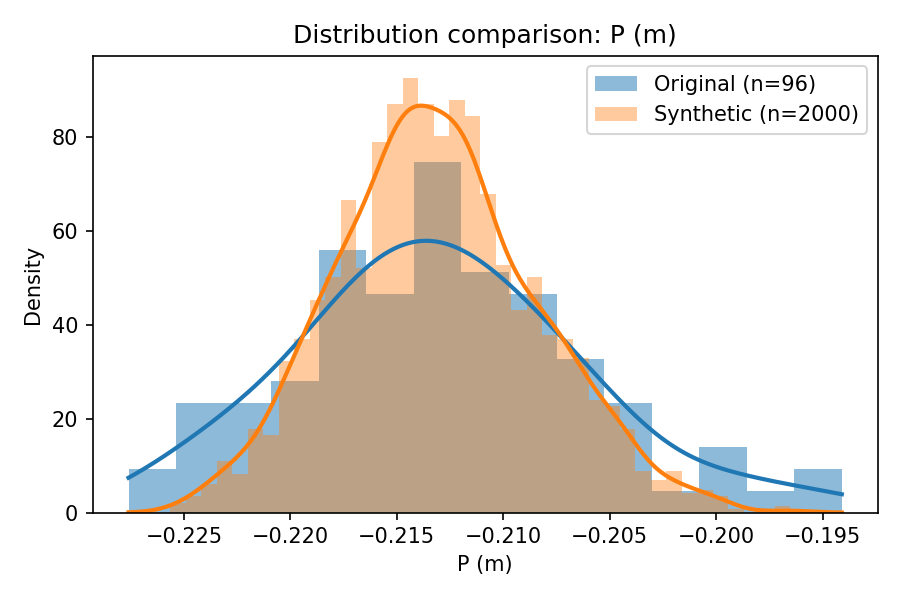 Distribution comparison: P (m)
Original (n=96)
Synthetic (n=2000)
Density
80
60
40
20
0
−0.225 −0.220 −0.215 −0.210 −0.205 −0.200 −0.195
P (m)